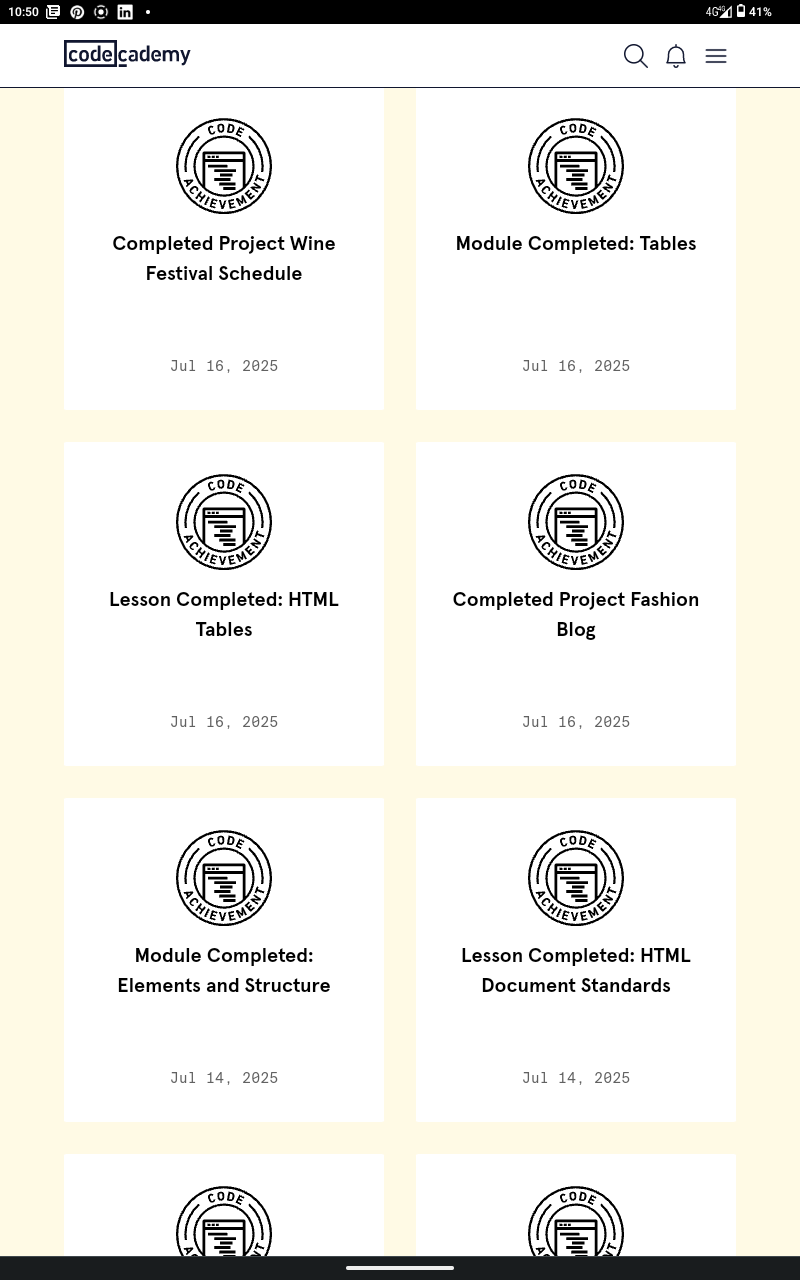 10:50
4G 4G 41%
codecademy
CODE ACHIEVEMENT
CODE ACHIEVEMENT
Completed Project Wine
Festival Schedule
Module Completed: Tables
Jul 16, 2025
Jul 16, 2025
CODE ACHIEVEMENT
CODE ACHIEVEMENT
Lesson Completed: HTML
Tables
Completed Project Fashion
Blog
Jul 16, 2025
Jul 16, 2025
CODE ACHIEVEMENT
CODE ACHIEVEMENT
Module Completed:
Elements and Structure
Lesson Completed: HTML
Document Standards
Jul 14, 2025
Jul 14, 2025
CODE
CODE